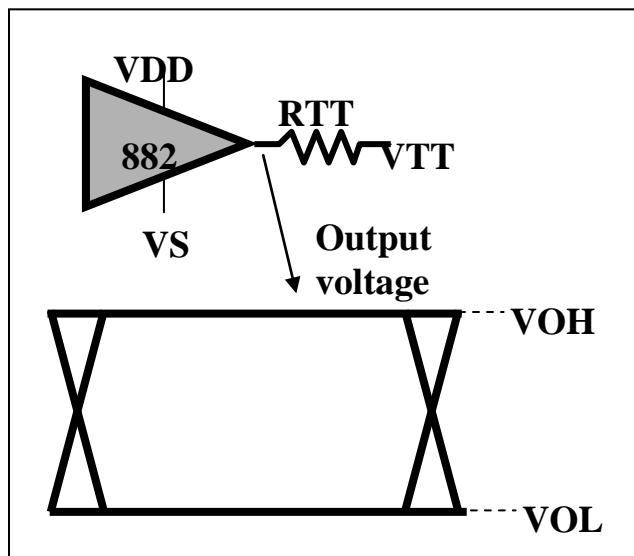 VDD
RTT
882
VTT
VS
Output
voltage
VOH
VOL